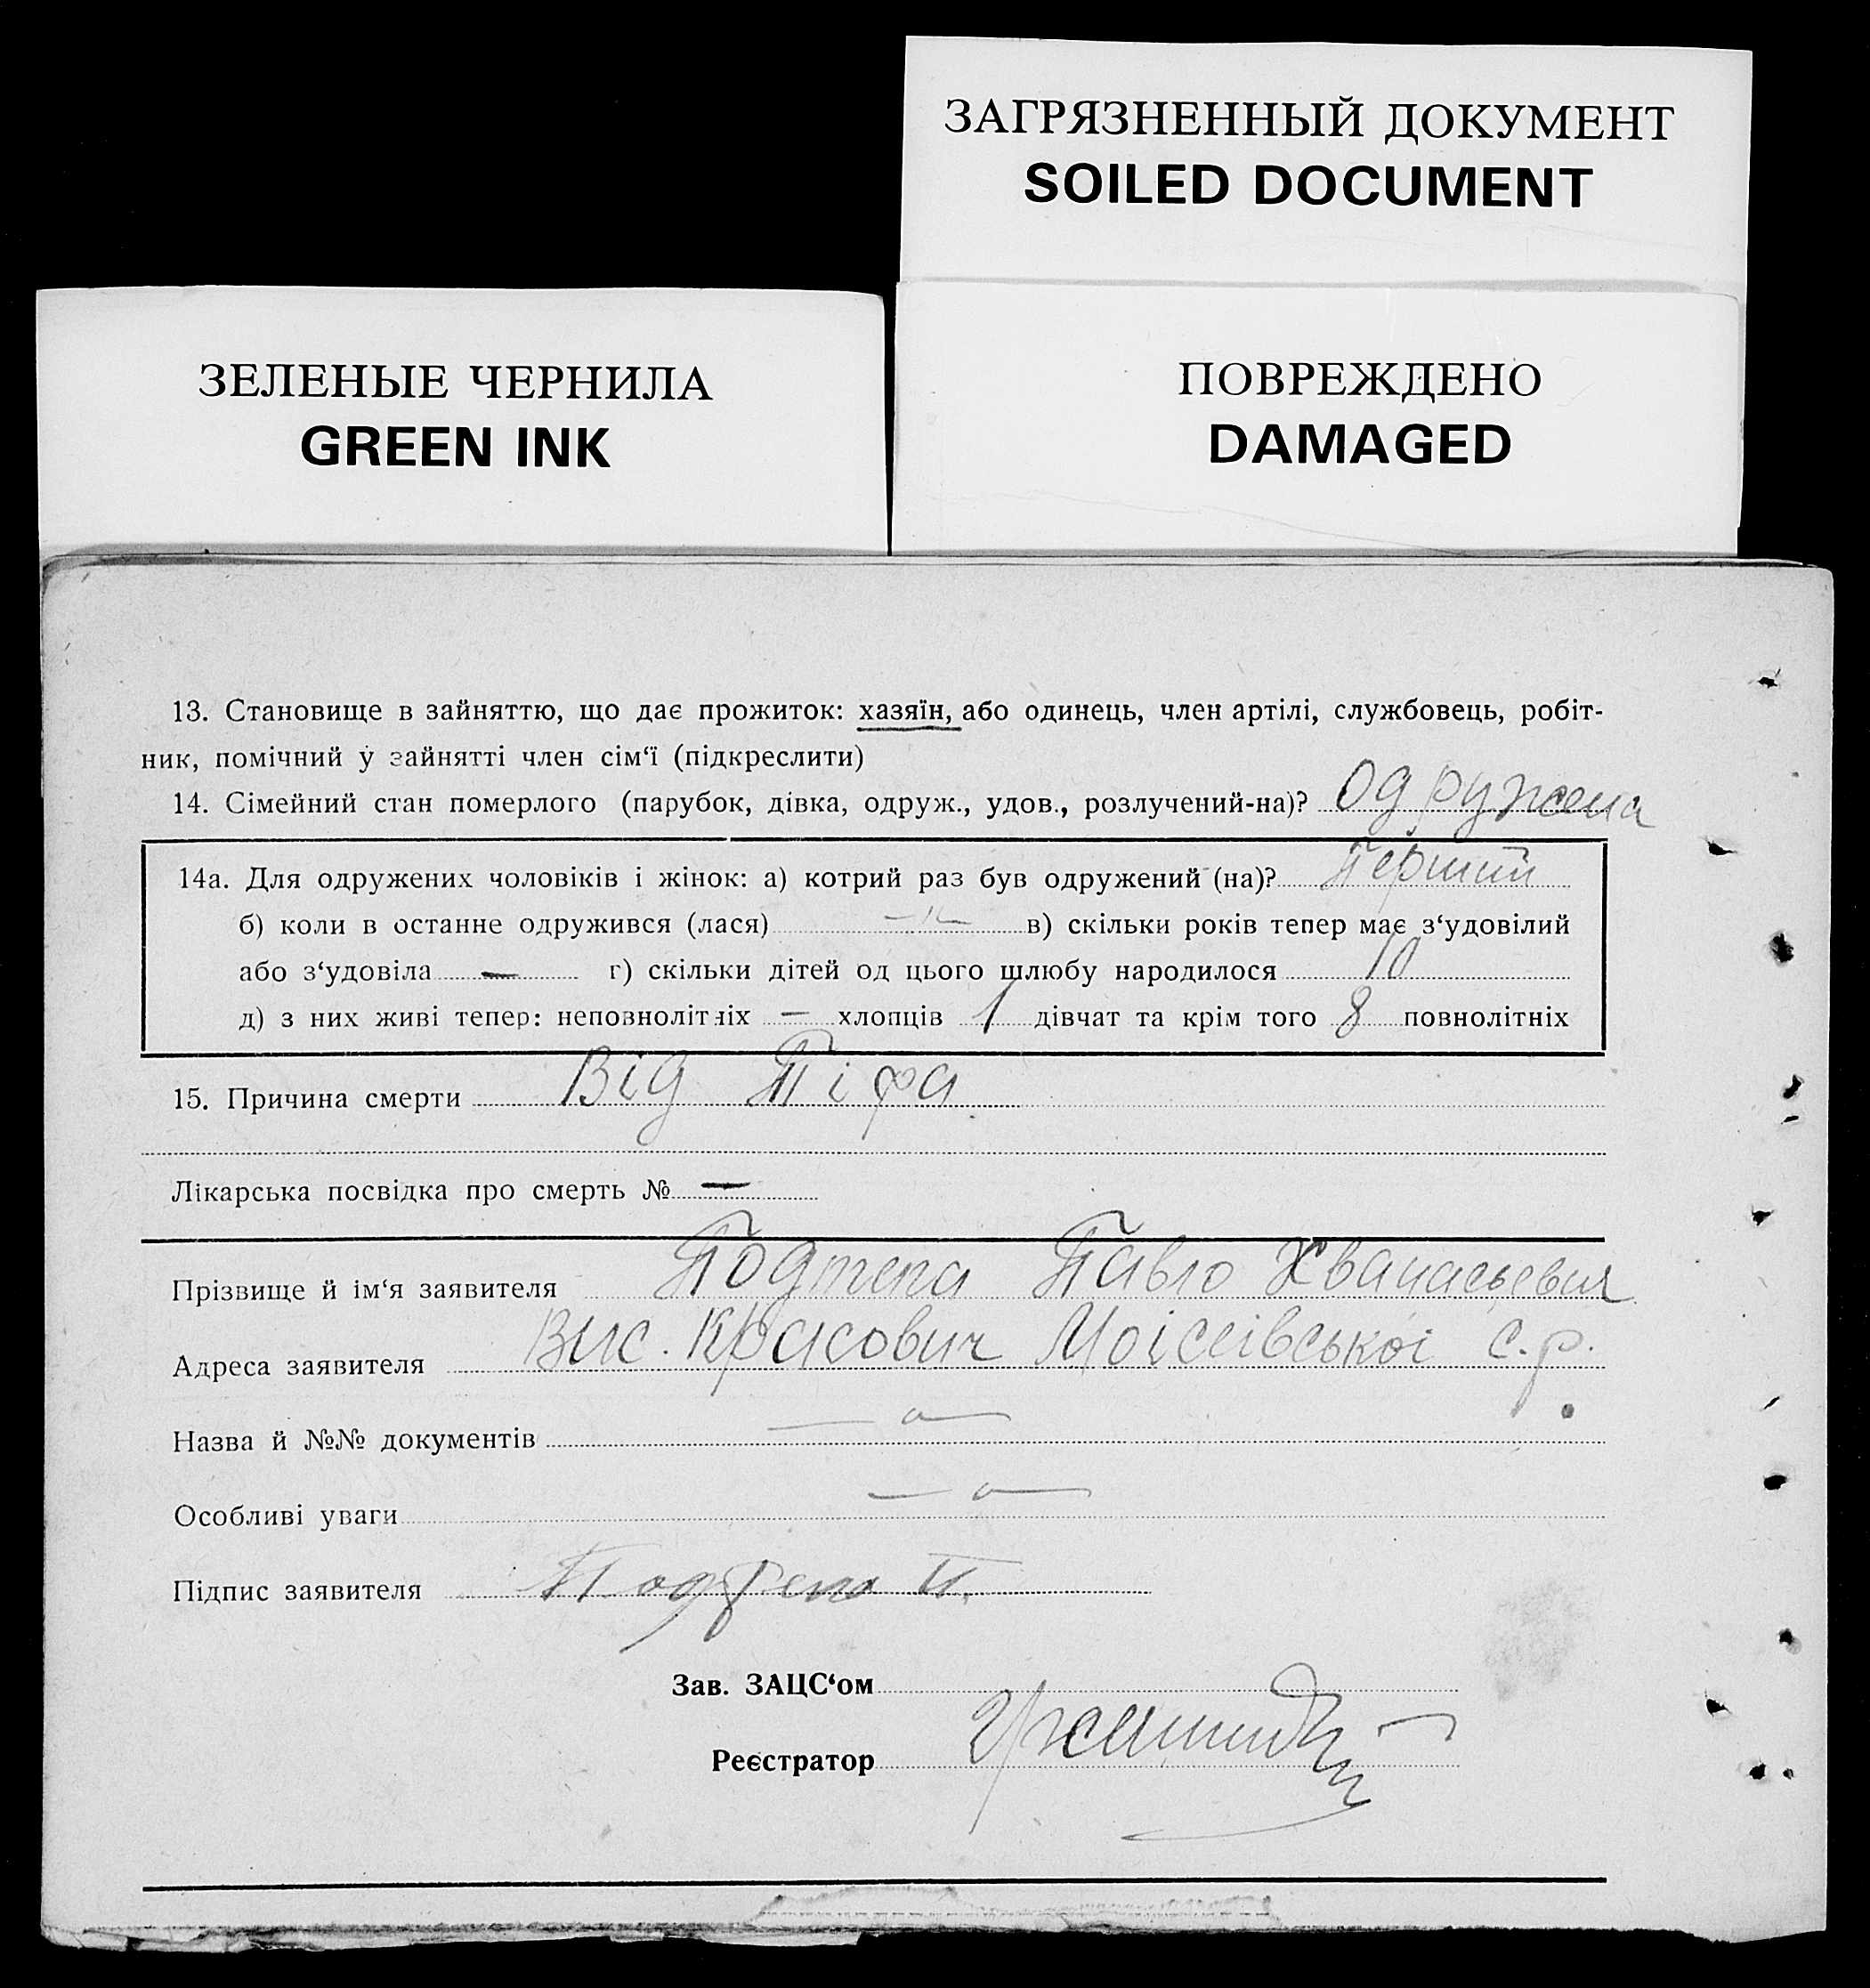 ЗАГРЯЗНЕННЫЙ ДОКУМЕНТ
SOILED DOCUMENT
ЗЕЛЕНЫЕ ЧЕРНИЛА
GREEN INK
ПОВРЕЖДЕНО
DAMAGED
13. Становище в зайняттю, що дає прожиток: хазяїн, або одинець, член артілі, службовець, робіт-
ник, помічний у зайнятті член сім‘ї (підкреслити)
14. Сімейний стан померлого (парубок, дівка, одруж., удов., розлучений-на)? одружена
14а. Для одружених чоловіків і жінок: а) котрий раз був одружений (на)? Перший
б) коли в останне одружився (лася) — в) скільки років тепер має з‘удовілий
або з‘удовіла — г) скільки дітей од цього шлюбу народилося 10
д) з них живі тепер: неповнолітніх — хлопців 1 дівчат та крім того 8 повнолітніх
15. Причина смерти Від Тіфа
Лікарська посвідка про смерть № —
Прізвище й ім‘я заявителя Подтепа Павло Хванасьевич
Адреса заявителя Вис. Красович Моісеівськоі с.р.
Назва й №№ документів —
Особливі уваги —
Підпис заявителя П.
Зав. ЗАЦС‘ом
Реєстратор